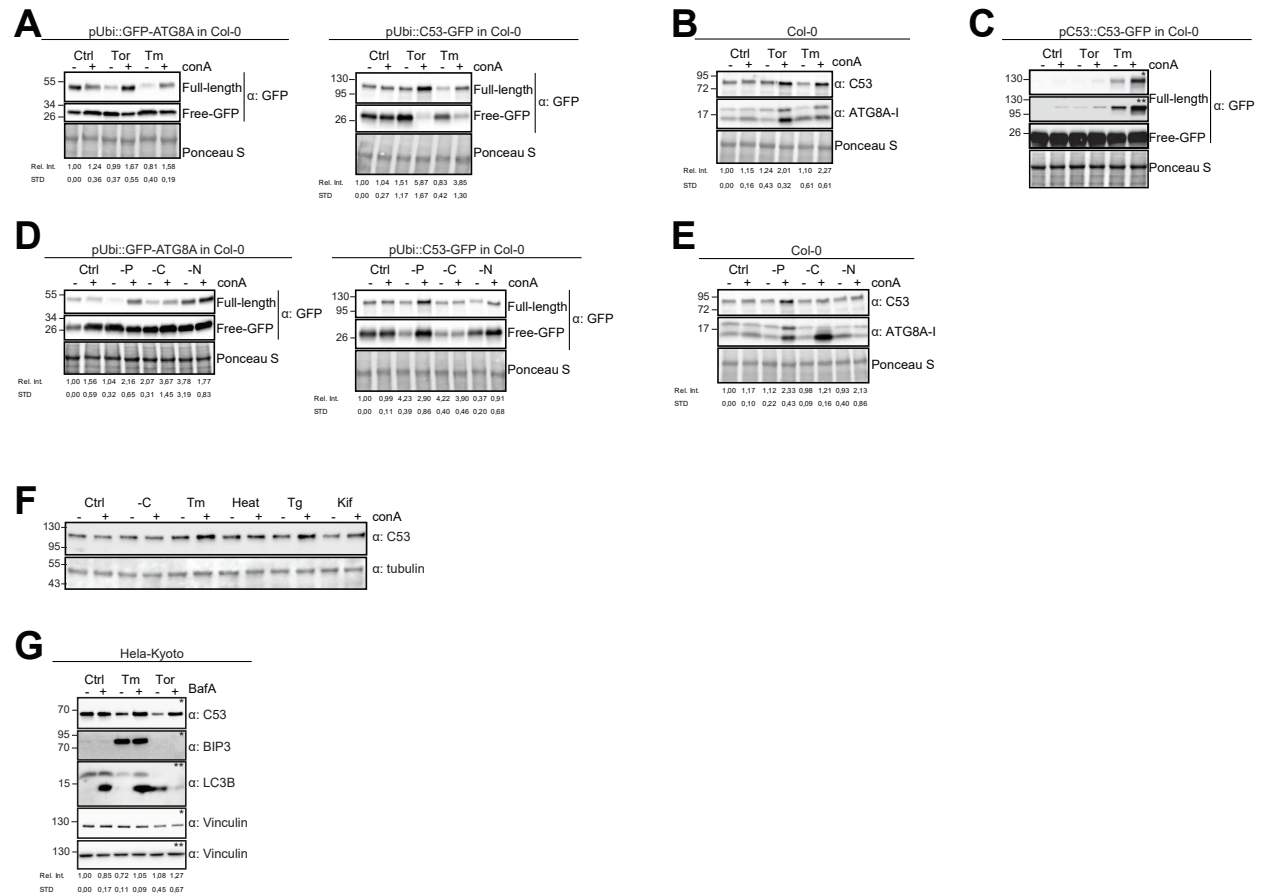 A
pUbi::GFP-ATG8A in Col-0
Ctrl Tor Tm
- + - + - + conA
55 Full-length
34
26 Free-GFP
α: GFP
Ponceau S
Rel. Int. 1,00 1,24 0,99 1,67 0,81 1,58
STD 0,00 0,36 0,37 0,55 0,40 0,19
pUbi::C53-GFP in Col-0
Ctrl Tor Tm
- + - + - + conA
130
95 Full-length
26 Free-GFP
α: GFP
Ponceau S
Rel. Int. 1,00 1,04 1,51 5,87 0,83 3,85
STD 0,00 0,27 1,17 1,67 0,42 1,30
B
Col-0
Ctrl Tor Tm
- + - + - + conA
95
72 α: C53
17 α: ATG8A-I
Ponceau S
Rel. Int. 1,00 1,15 1,24 2,01 1,10 2,27
STD 0,00 0,16 0,43 0,32 0,61 0,61
C
pC53::C53-GFP in Col-0
Ctrl Tor Tm
- + - + - + conA
130 *
130 **
95 Full-length
26 Free-GFP
α: GFP
Ponceau S
D
pUbi::GFP-ATG8A in Col-0
Ctrl -P -C -N
- + - + - + - + conA
55 Full-length
34
26 Free-GFP
α: GFP
Ponceau S
Rel. Int. 1,00 1,56 1,04 2,16 2,07 3,67 3,78 1,77
STD 0,00 0,59 0,32 0,65 0,31 1,45 3,19 0,83
pUbi::C53-GFP in Col-0
Ctrl -P -C -N
- + - + - + - + conA
130
95 Full-length
26 Free-GFP
α: GFP
Ponceau S
Rel. Int. 1,00 0,99 4,23 2,90 4,22 3,90 0,37 0,91
STD 0,00 0,11 0,39 0,86 0,40 0,46 0,20 0,68
E
Col-0
Ctrl -P -C -N
- + - + - + - + conA
95
72 α: C53
17 α: ATG8A-I
Ponceau S
Rel. Int. 1,00 1,17 1,12 2,33 0,98 1,21 0,93 2,13
STD 0,00 0,10 0,22 0,43 0,09 0,16 0,40 0,86
F
Ctrl -C Tm Heat Tg Kif
- + - + - + - + - + - + conA
130
95 α: C53
55
43 α: tubulin
G
Hela-Kyoto
Ctrl Tm Tor
- + - + - + BafA
70 * α: C53
95 *
70 α: BIP3
15 ** α: LC3B
130 * α: Vinculin
130 ** α: Vinculin
Rel. Int. 1,00 0,85 0,72 1,05 1,08 1,27
STD 0,00 0,17 0,11 0,09 0,45 0,67